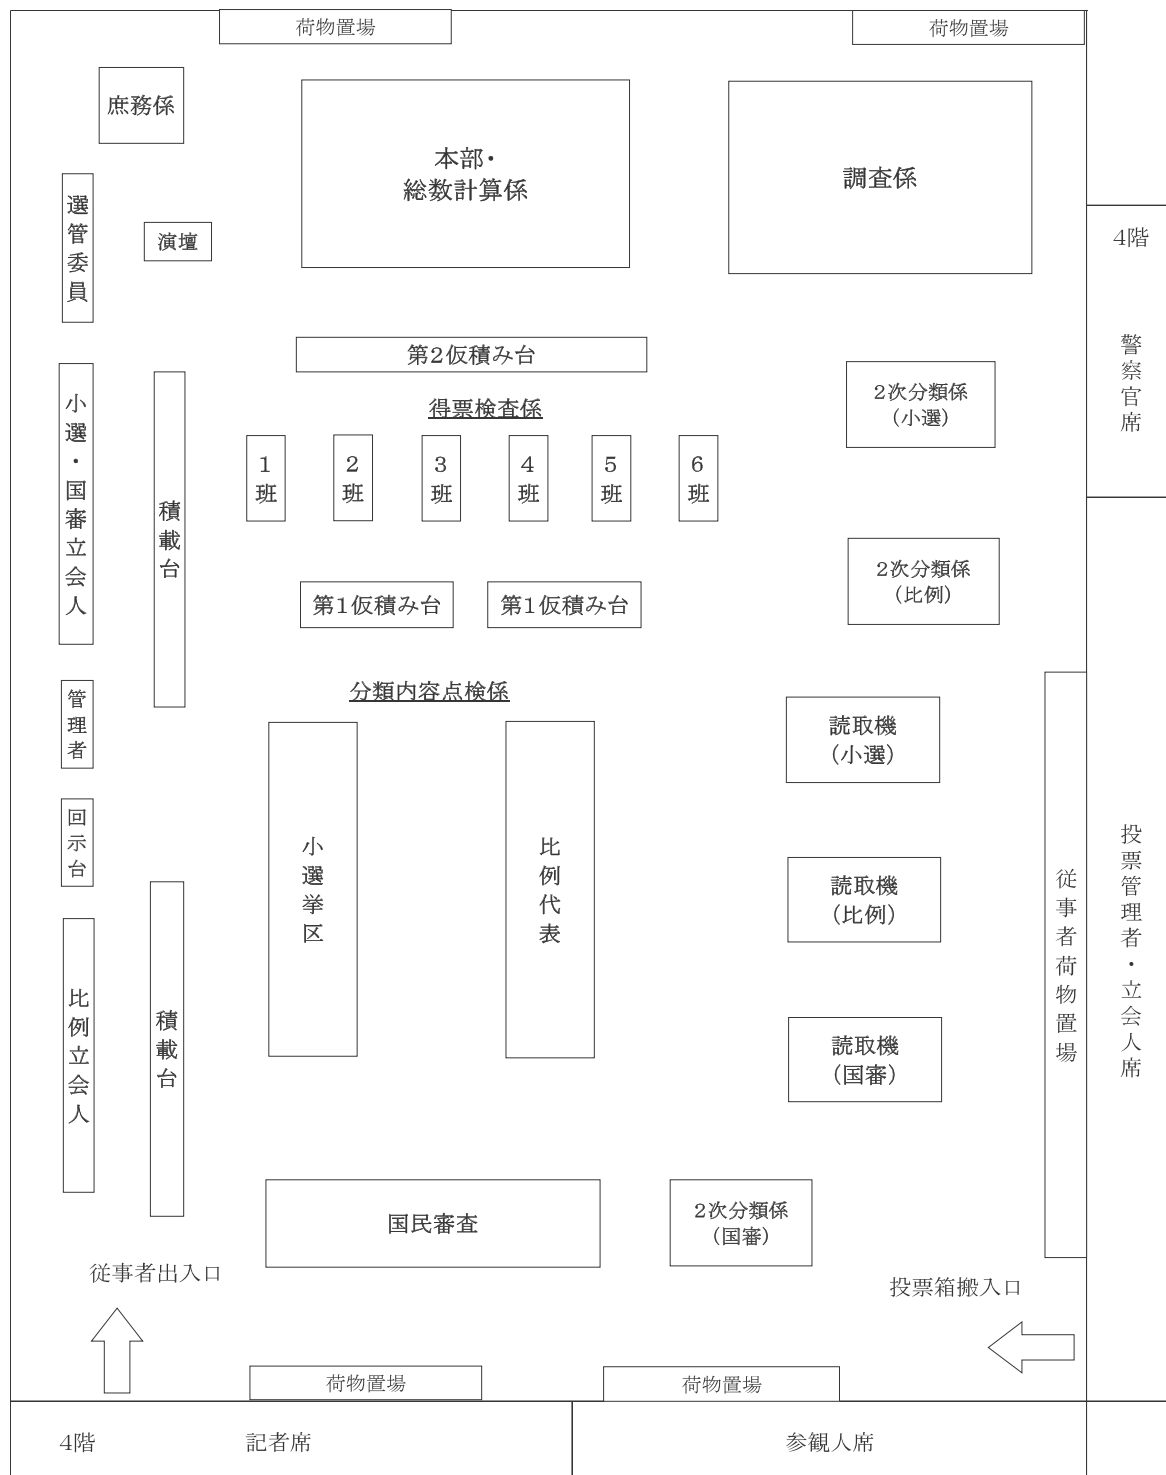 荷物置場
荷物置場
庶務係
本部・
総数計算係
調査係
選管委員
演壇
4階
警察官席
第2仮積み台
得票検査係
2次分類係
（小選）
小選・国審立会人
積載台
1班
2班
3班
4班
5班
6班
2次分類係
（比例）
第1仮積み台
第1仮積み台
分類内容点検係
管理者
読取機
（小選）
小選挙区
比例代表
回示台
読取機
（比例）
従事者荷物置場
投票管理者・立会人席
比例立会人
積載台
読取機
（国審）
国民審査
2次分類係
（国審）
従事者出入口
投票箱搬入口
荷物置場
荷物置場
4階
記者席
参観人席